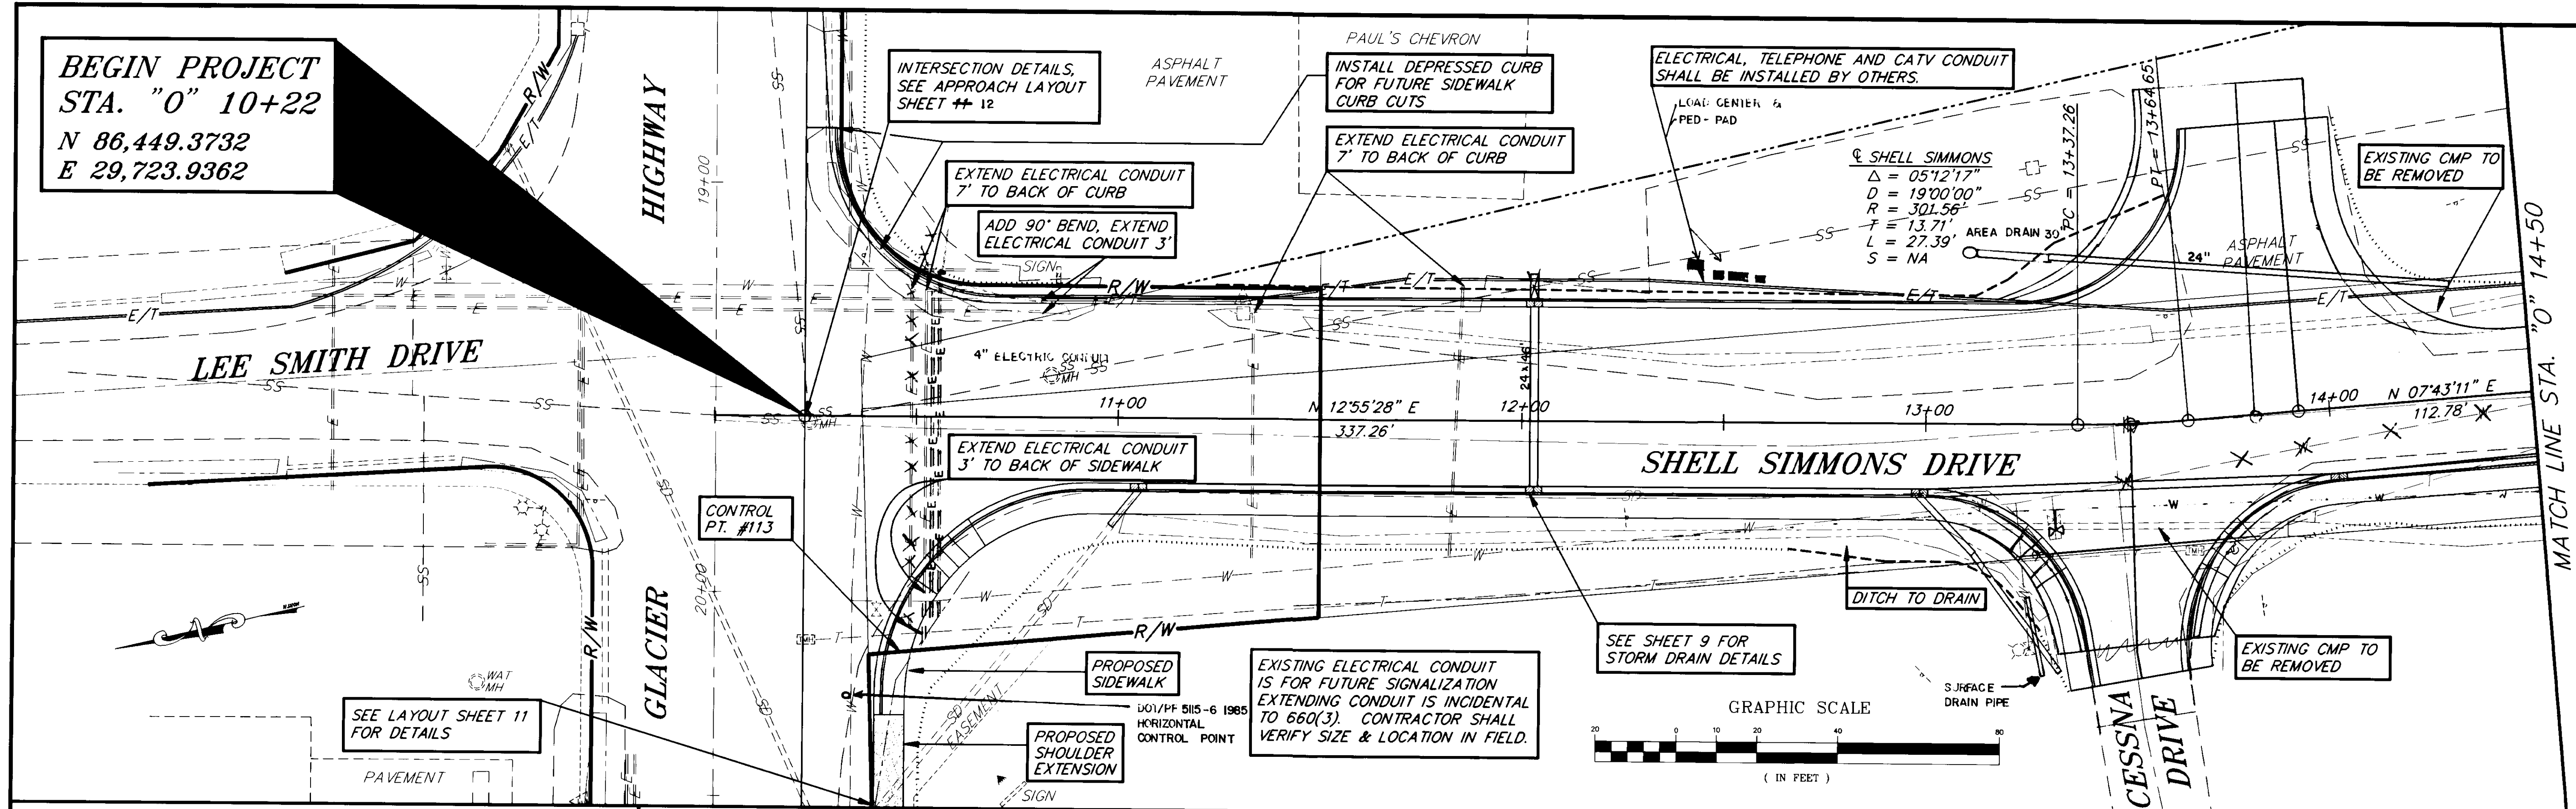 BEGIN PROJECT
STA. "O" 10+22
N 86,449.3732
E 29,723.9362
R/W
E/T
HIGHWAY
19+00
SS
INTERSECTION DETAILS,
SEE APPROACH LAYOUT
SHEET 11 12
ASPHALT
PAVEMENT
PAUL'S CHEVRON
INSTALL DEPRESSED CURB
FOR FUTURE SIDEWALK
CURB CUTS
ELECTRICAL, TELEPHONE AND CATV CONDUIT
SHALL BE INSTALLED BY OTHERS.
LOAD CENTER &
PED-PAD
EXTEND ELECTRICAL CONDUIT
7' TO BACK OF CURB
EXTEND ELECTRICAL CONDUIT
7' TO BACK OF CURB
ADD 90° BEND, EXTEND
ELECTRICAL CONDUIT 3'
SIGN
℄ SHELL SIMMONS
Δ = 05°12'17"
D = 19°00'00"
R = 301.56'
T = 13.71'
L = 27.39'
S = NA
PC = 13+37.26
PT = 13+64.65
AREA DRAIN 30"
24"
ASPHALT
PAVEMENT
EXISTING CMP TO
BE REMOVED
MATCH LINE STA. "O" 14+50
E/T
W
E
E
R/W
E/T
E/T
E/T
E/T
LEE SMITH DRIVE
SS
SS
4" ELECTRIC CONDUIT
SS
MH
24 x 46'
11+00
N 12°55'28" E
337.26'
12+00
13+00
14+00
N 07°43'11" E
112.78'
SS
MH
EXTEND ELECTRICAL CONDUIT
3' TO BACK OF SIDEWALK
SHELL SIMMONS DRIVE
CONTROL
PT. #113
SD
W
W
T
T
20+00
GLACIER
R/W
R/W
DITCH TO DRAIN
SEE SHEET 9 FOR
STORM DRAIN DETAILS
EXISTING CMP TO
BE REMOVED
PROPOSED
SIDEWALK
WAT
MH
SEE LAYOUT SHEET 11
FOR DETAILS
PAVEMENT
DOT/PF 5115-6 1985
HORIZONTAL
CONTROL POINT
SD
EASEMENT
PROPOSED
SHOULDER
EXTENSION
SIGN
EXISTING ELECTRICAL CONDUIT
IS FOR FUTURE SIGNALIZATION
EXTENDING CONDUIT IS INCIDENTAL
TO 660(3). CONTRACTOR SHALL
VERIFY SIZE & LOCATION IN FIELD.
SURFACE
DRAIN PIPE
GRAPHIC SCALE
20 0 10 20 40 80
( IN FEET )
CESSNA
DRIVE